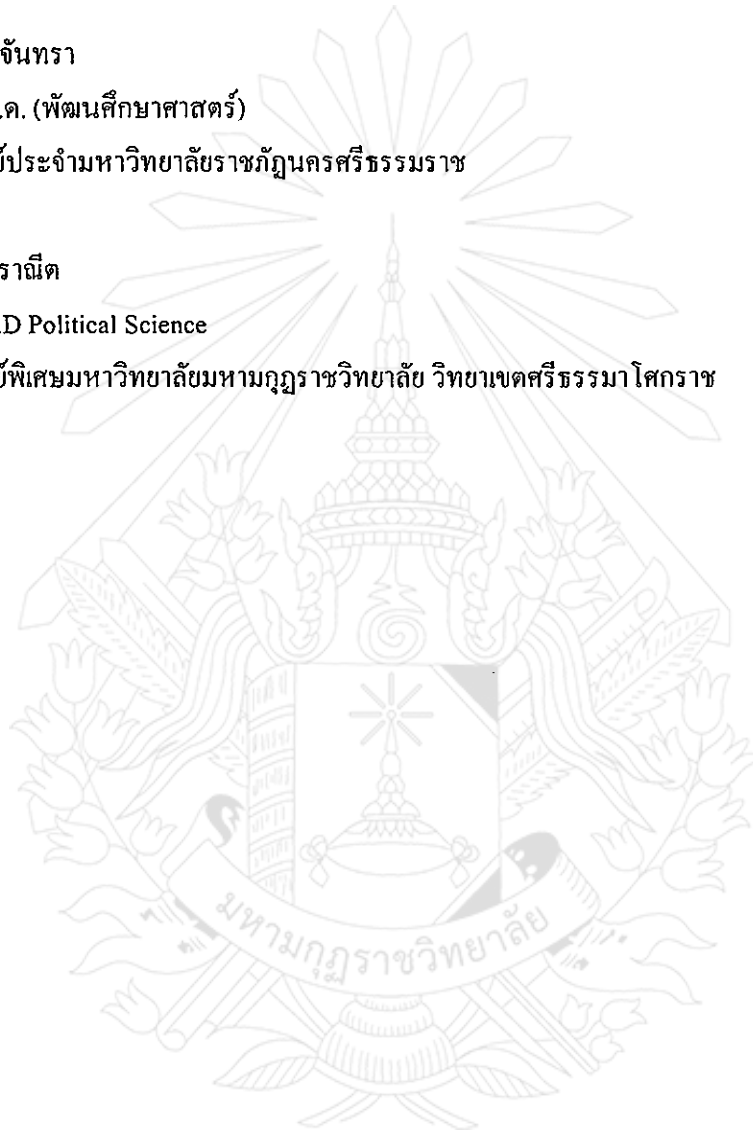 จันทรา
.ค. (พัฒนศึกษาศาสตร์)
ย์ประจำมหาวิทยาลัยราชภัฏนครศรีธรรมราช
ราณีต
.D Political Science
ย์พิเศษมหาวิทยาลัยมหามกุฏราชวิทยาลัย วิทยาเขตศรีธรรมาโศกราช
มหามกุฏราชวิทยาลัย